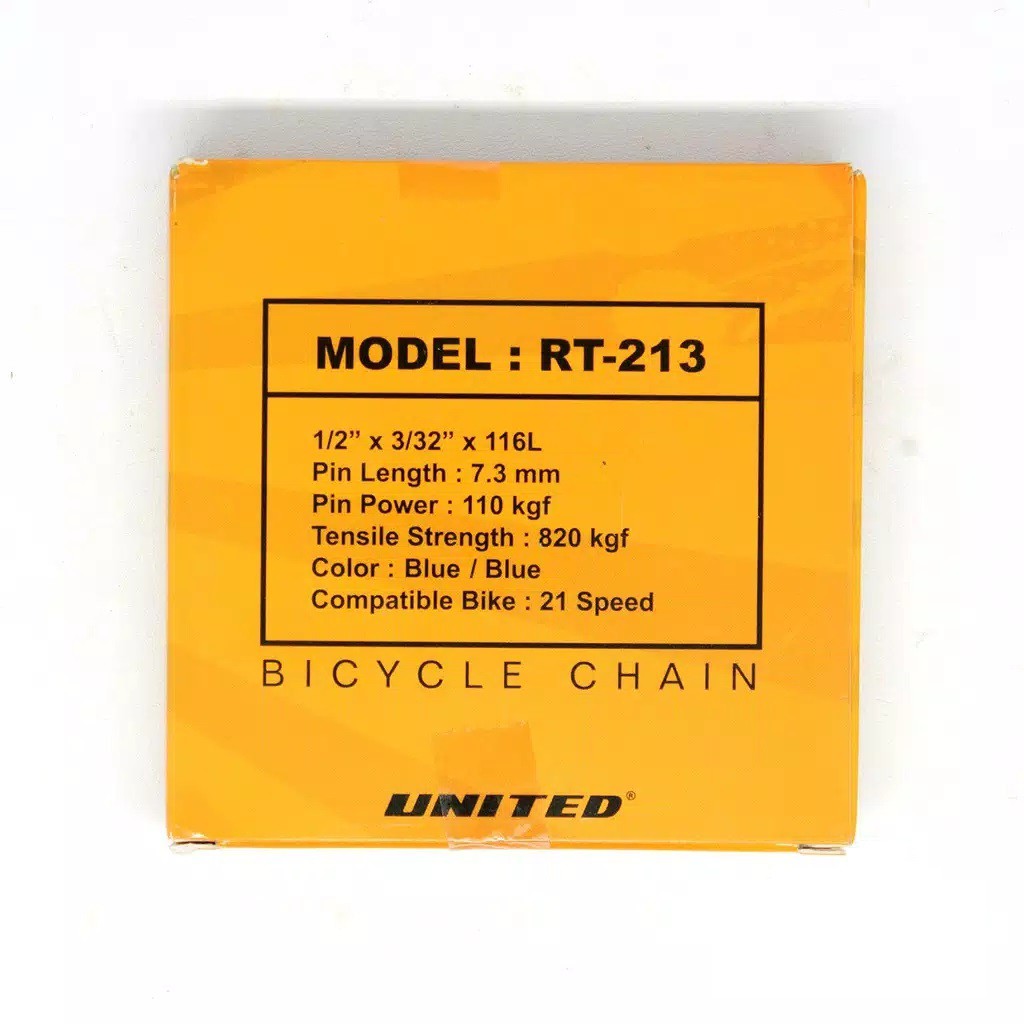 MODEL : RT-213
1/2” x 3/32” x 116L
Pin Length : 7.3 mm
Pin Power : 110 kgf
Tensile Strength : 820 kgf
Color : Blue / Blue
Compatible Bike : 21 Speed
BICYCLE CHAIN
UNITED®